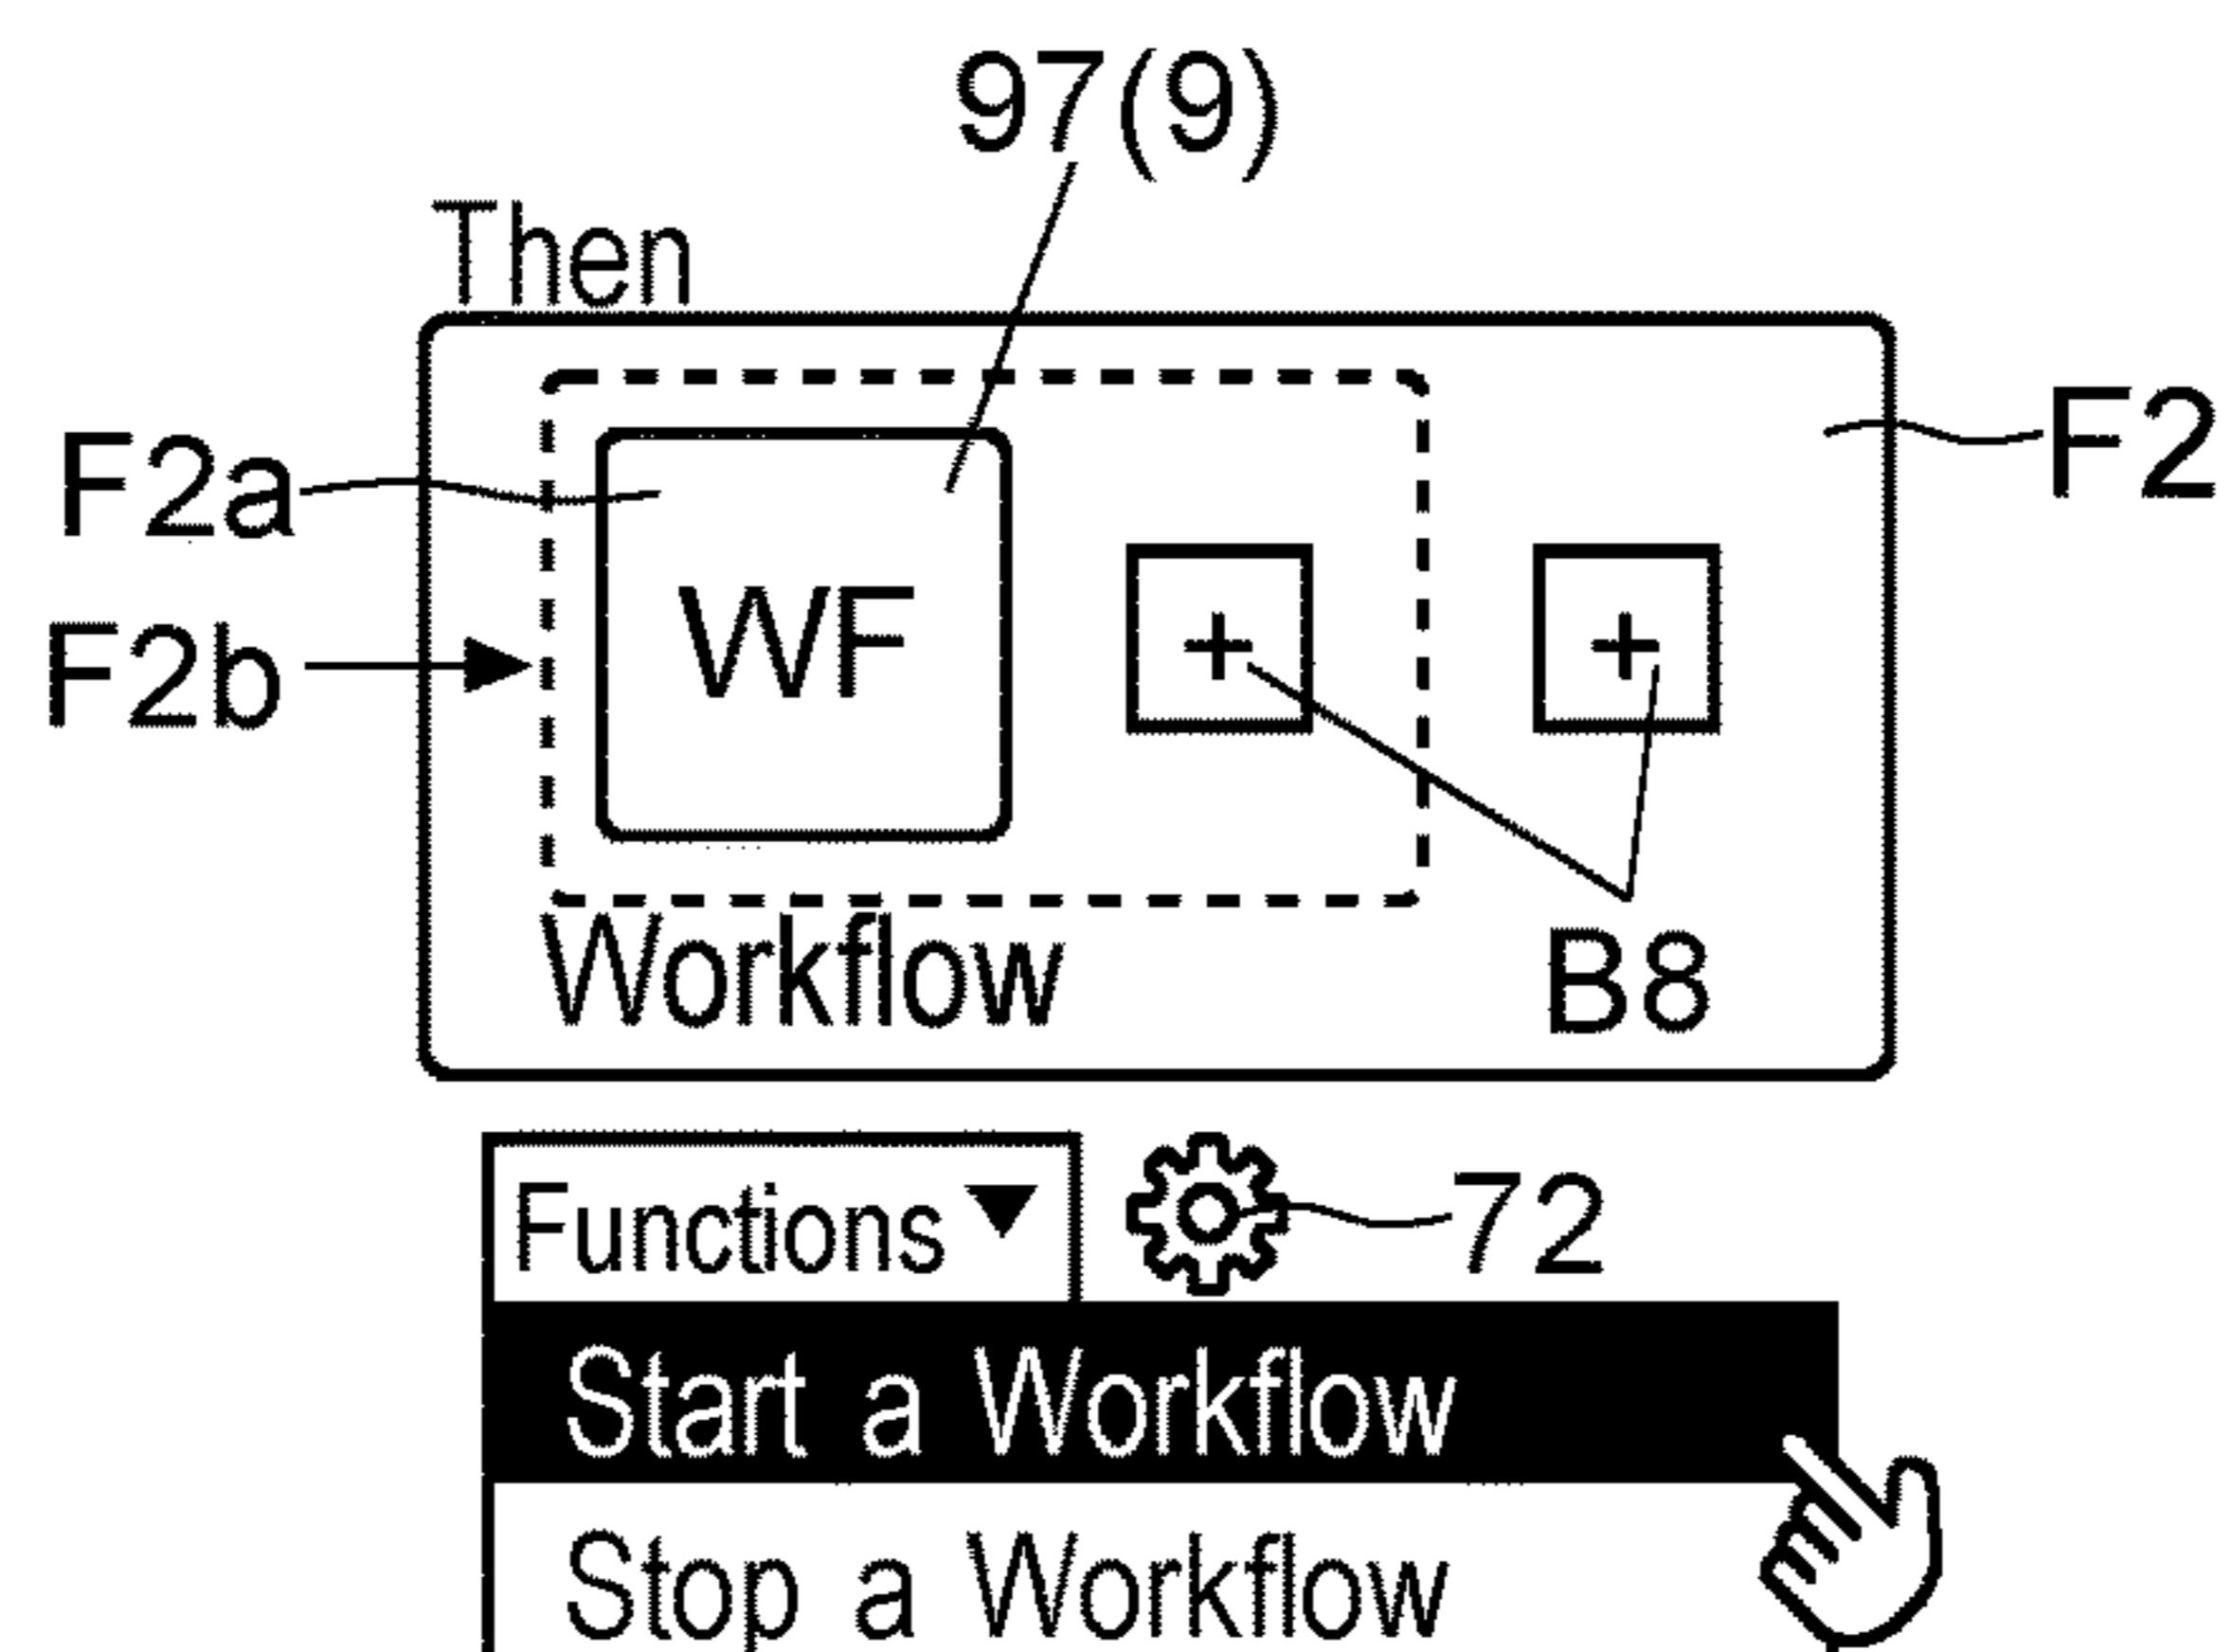 97(9)
Then
F2a
F2
F2b
WF
+ +
Workflow
B8
Functions ▼
72
Start a Workflow
Stop a Workflow